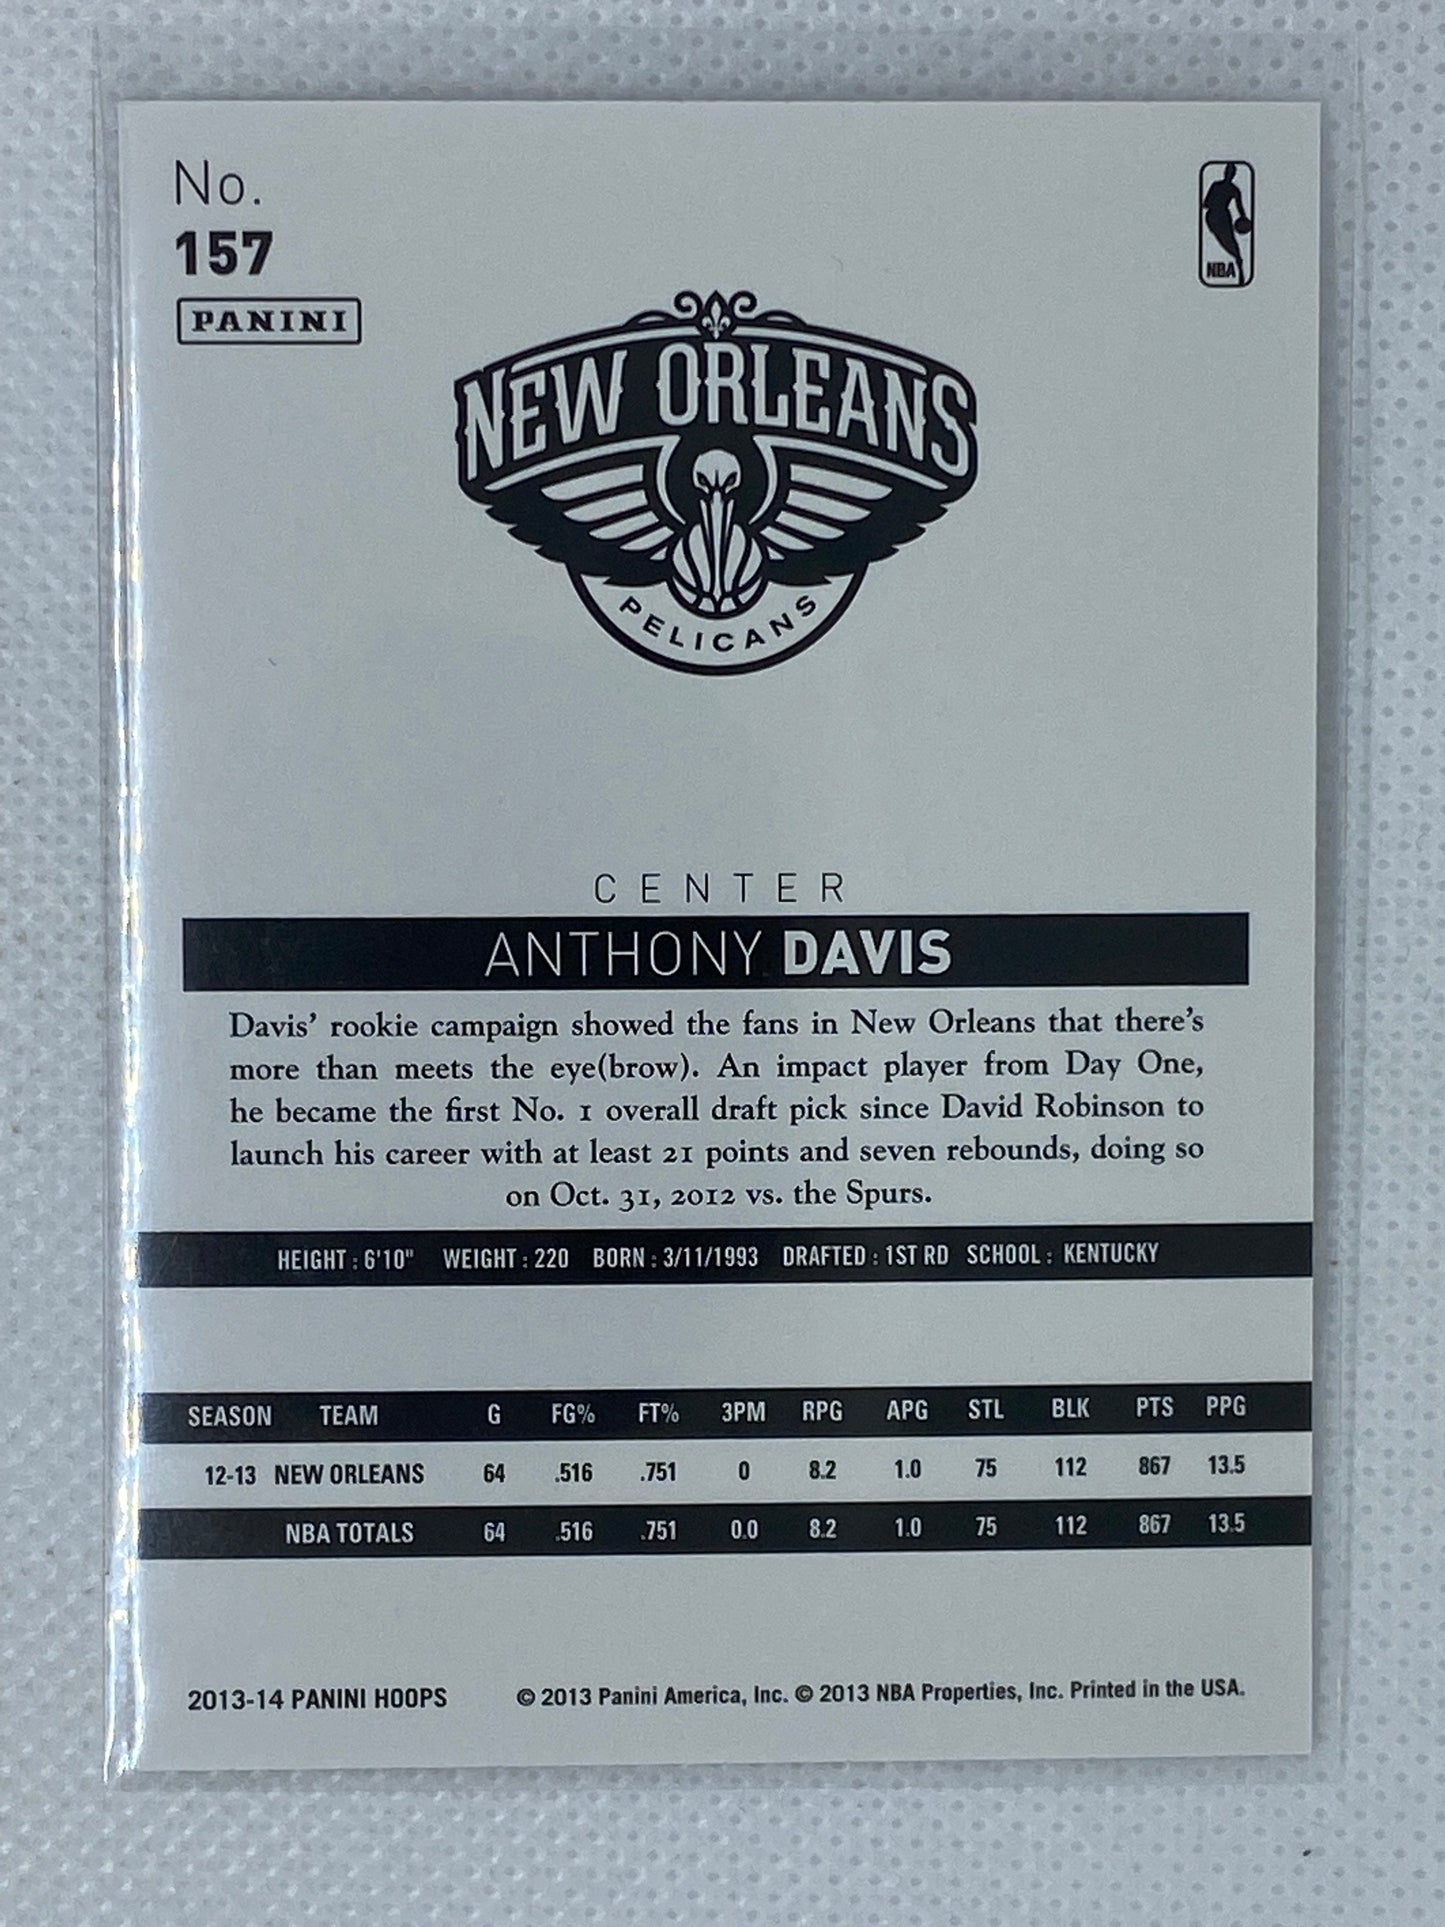 No.
157
PANINI
NBA
NEW ORLEANS
PELICANS
CENTER
ANTHONY DAVIS
Davis’ rookie campaign showed the fans in New Orleans that there’s
more than meets the eye(brow). An impact player from Day One,
he became the first No. 1 overall draft pick since David Robinson to
launch his career with at least 21 points and seven rebounds, doing so
on Oct. 31, 2012 vs. the Spurs.
HEIGHT : 6'10" WEIGHT : 220 BORN : 3/11/1993 DRAFTED : 1ST RD SCHOOL : KENTUCKY
SEASON TEAM G FG% FT% 3PM RPG APG STL BLK PTS PPG
12-13 NEW ORLEANS 64 .516 .751 0 8.2 1.0 75 112 867 13.5
NBA TOTALS 64 .516 .751 0.0 8.2 1.0 75 112 867 13.5
2013-14 PANINI HOOPS © 2013 Panini America, Inc. © 2013 NBA Properties, Inc. Printed in the USA.